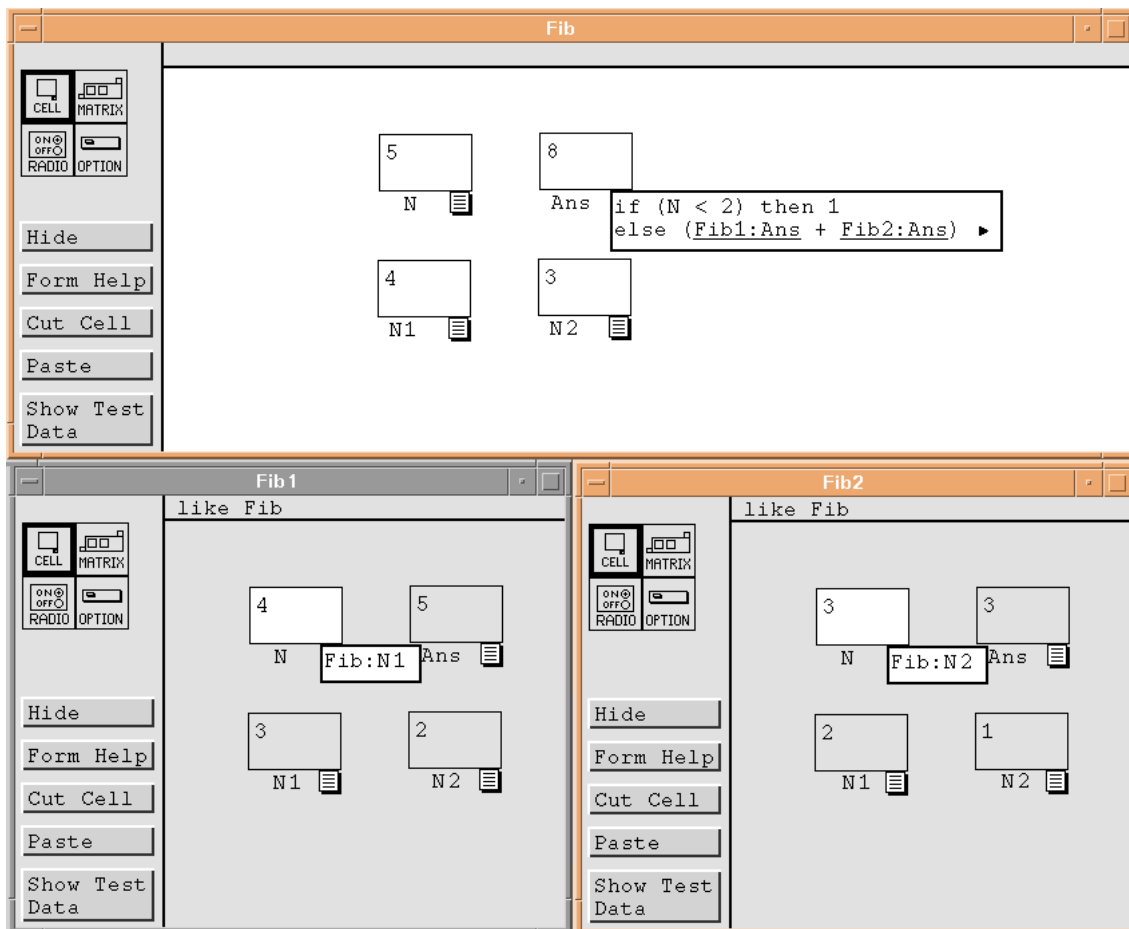 Fib
CELL MATRIX
ON OFF
RADIO OPTION
5 8
N Ans
if (N < 2) then 1
else (Fib1:Ans + Fib2:Ans)
4 3
N1 N2
Hide
Form Help
Cut Cell
Paste
Show Test
Data
Fib1
like Fib
CELL MATRIX
ON OFF
RADIO OPTION
4 5
N Fib:N1 Ans
3 2
N1 N2
Hide
Form Help
Cut Cell
Paste
Show Test
Data
Fib2
like Fib
CELL MATRIX
ON OFF
RADIO OPTION
3 3
N Fib:N2 Ans
2 1
N1 N2
Hide
Form Help
Cut Cell
Paste
Show Test
Data